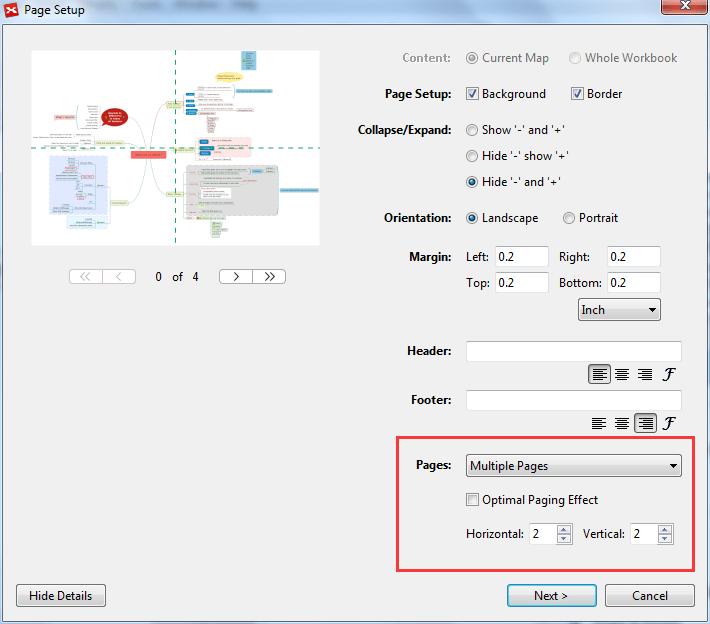 Page Setup
Content: Current Map Whole Workbook
Page Setup: Background Border
Collapse/Expand: Show '-' and '+'
Hide '-' show '+'
Hide '-' and '+'
Orientation: Landscape Portrait
Margin: Left: 0.2 Right: 0.2
Top: 0.2 Bottom: 0.2
Inch
0 of 4
Header:
Footer:
Pages: Multiple Pages
Optimal Paging Effect
Horizontal: 2 Vertical: 2
Hide Details Next > Cancel